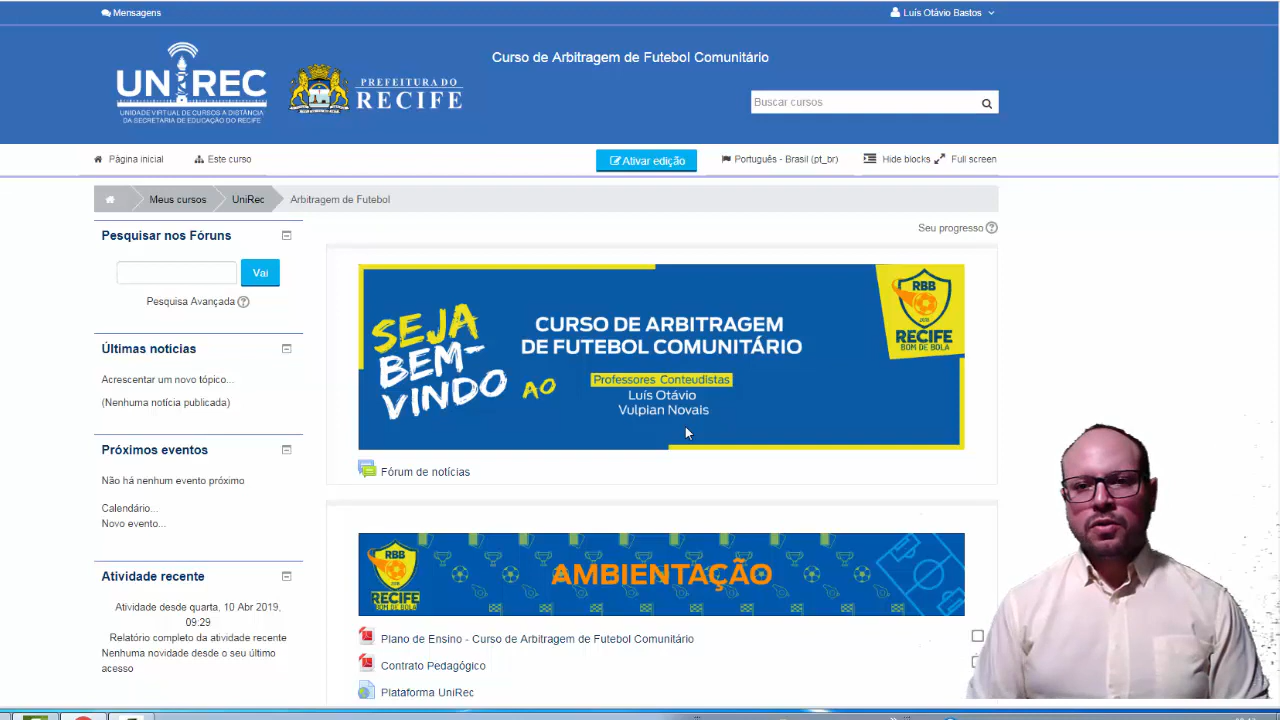 Mensagens
Luís Otávio Bastos
UNIREC
UNIDADE VIRTUAL DE CURSOS A DISTÂNCIA
DA SECRETARIA DE EDUCAÇÃO DO RECIFE
PREFEITURA DO
RECIFE
Curso de Arbitragem de Futebol Comunitário
Buscar cursos
Página inicial
Este curso
Ativar edição
Português - Brasil (pt_br)
Hide blocks
Full screen
Meus cursos
UniRec
Arbitragem de Futebol
Seu progresso
Pesquisar nos Fóruns
Vai
Pesquisa Avançada
Últimas notícias
Acrescentar um novo tópico...
(Nenhuma notícia publicada)
Próximos eventos
Não há nenhum evento próximo
Calendário...
Novo evento...
Atividade recente
Atividade desde quarta, 10 Abr 2019,
09:29
Relatório completo da atividade recente
Nenhuma novidade desde o seu último
acesso
SEJA
BEM-
VINDO AO
CURSO DE ARBITRAGEM
DE FUTEBOL COMUNITÁRIO
Professores Conteudistas
Luís Otávio
Vulpian Novais
RBB
RECIFE
BOM DE BOLA
Fórum de notícias
RBB
RECIFE
AMBIENTAÇÃO
Plano de Ensino - Curso de Arbitragem de Futebol Comunitário
Contrato Pedagógico
Plataforma UniRec